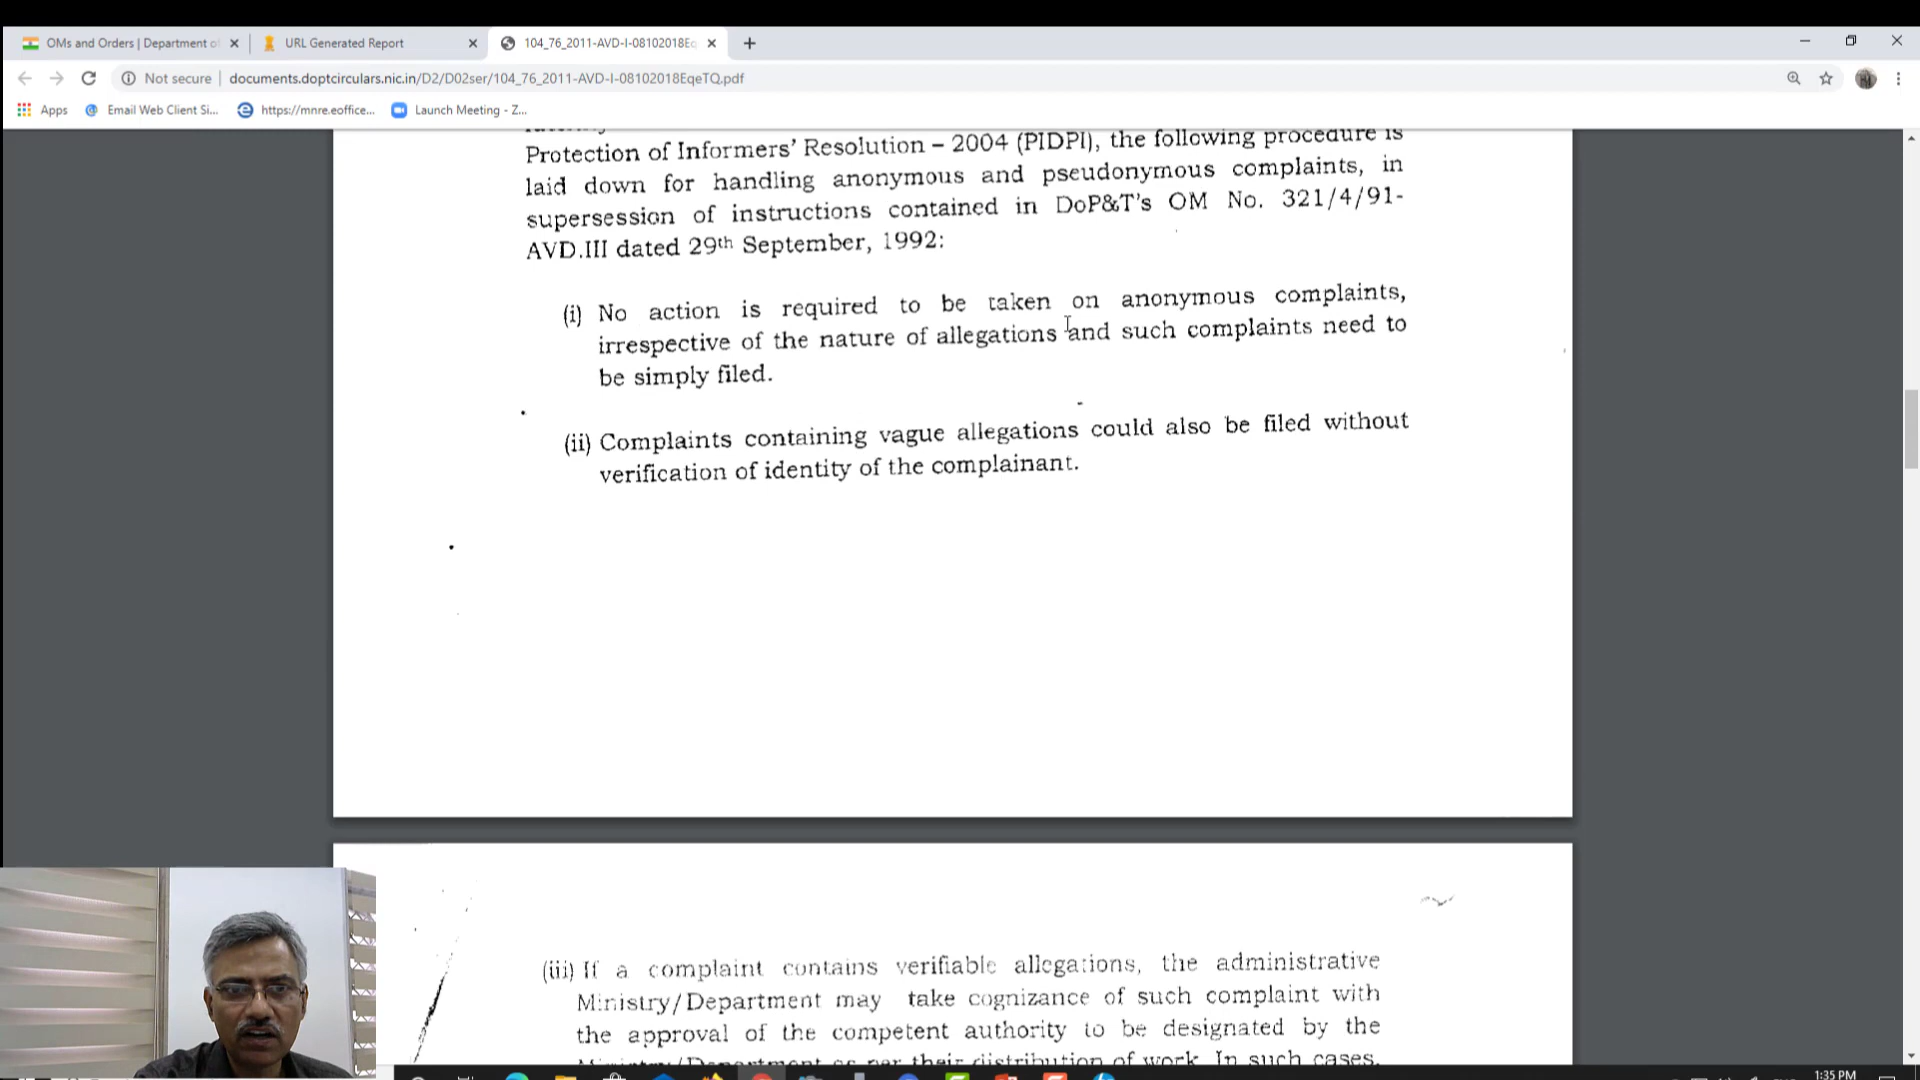 OMs and Orders | Department of
URL Generated Report
104_76_2011-AVD-I-08102018Eq
Not secure
documents.doptcirculars.nic.in/D2/D02ser/104_76_2011-AVD-I-08102018EqeTQ.pdf
Apps
Email Web Client Si...
https://mnre.eoffice...
Launch Meeting - Z...
Protection of Informers' Resolution – 2004 (PIDPI), the following procedure is
laid down for handling anonymous and pseudonymous complaints, in
supersession of instructions contained in DoP&T's OM No. 321/4/91-
AVD.III dated 29th September, 1992:
(i) No action is required to be taken on anonymous complaints,
irrespective of the nature of allegations and such complaints need to
be simply filed.
(ii) Complaints containing vague allegations could also be filed without
verification of identity of the complainant.
(iii) If a complaint contains verifiable allegations, the administrative
Ministry/Department may take cognizance of such complaint with
the approval of the competent authority to be designated by the
Ministry/Department as per their distribution of work. In such cases,
1:35 PM